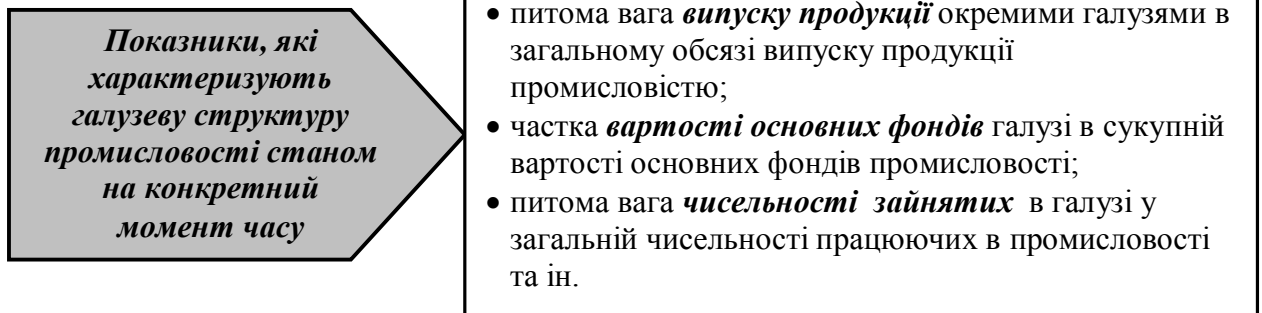 Показники, які
характеризують
галузеву структуру
промисловості станом
на конкретний
момент часу
• питома вага випуску продукції окремими галузями в
загальному обсязі випуску продукції
промисловістю;
• частка вартості основних фондів галузі в сукупній
вартості основних фондів промисловості;
• питома вага чисельності зайнятих в галузі у
загальній чисельності працюючих в промисловості
та ін.